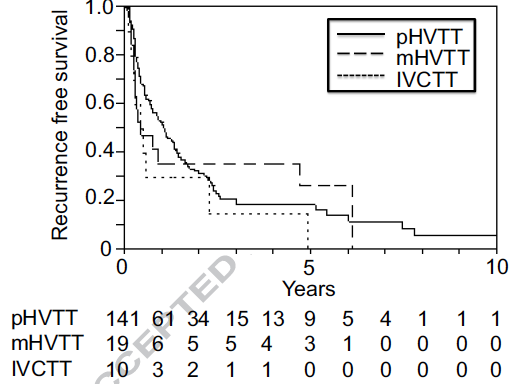 Recurrence free survival
1.0
0.8
0.6
0.4
0.2
0
pHVTT
mHVTT
IVCTT
0 5 10
Years
pHVTT 141 61 34 15 13 9 5 4 1 1 1
mHVTT 19 6 5 5 4 3 1 0 0 0 0
IVCTT 10 3 2 1 1 0 0 0 0 0 0
CCEPTED